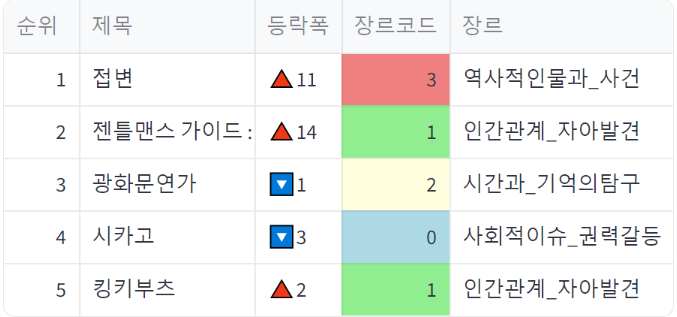 순위 제목 등락폭 장르코드 장르
1 접변 🔺11 3 역사적인물과_사건
2 젠틀맨스 가이드 : 🔺14 1 인간관계_자아발견
3 광화문연가 🔽1 2 시간과_기억의탐구
4 시카고 🔽3 0 사회적이슈_권력갈등
5 킹키부츠 🔺2 1 인간관계_자아발견